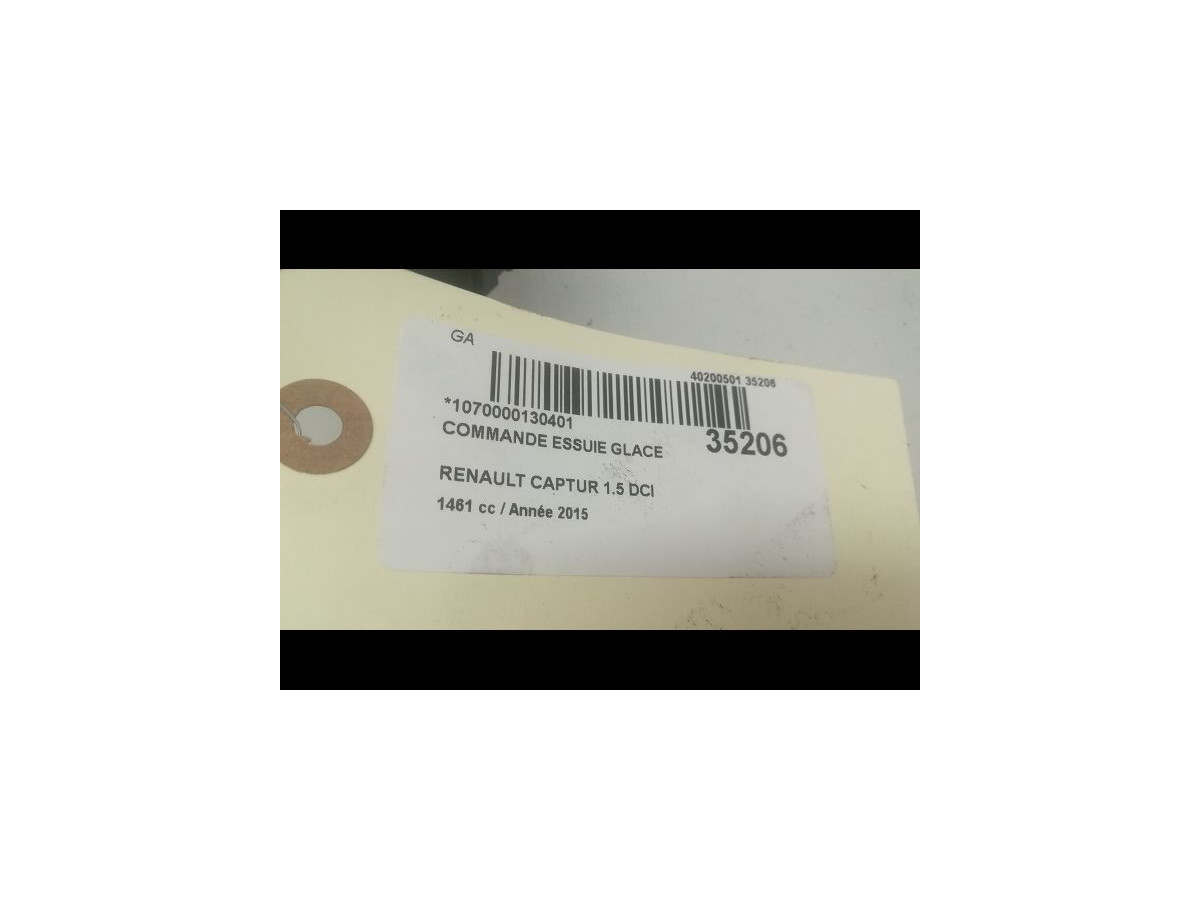 GA
40200501 35206
*1070000130401
35206
COMMANDE ESSUIE GLACE
RENAULT CAPTUR 1.5 DCI
1461 cc / Année 2015